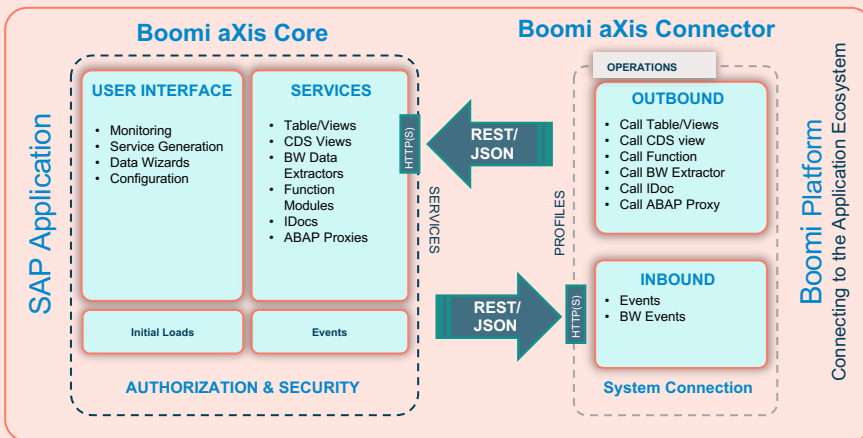 Boomi aXis Core
Boomi aXis Connector
SAP Application
USER INTERFACE
• Monitoring
• Service Generation
• Data Wizards
• Configuration
SERVICES
• Table/Views
• CDS Views
• BW Data
Extractors
• Function
Modules
• IDocs
• ABAP Proxies
Initial Loads
Events
AUTHORIZATION & SECURITY
HTTP(S)
SERVICES
REST/
JSON
REST/
JSON
PROFILES
HTTP(S)
OPERATIONS
OUTBOUND
• Call Table/Views
• Call CDS view
• Call Function
• Call BW Extractor
• Call IDoc
• Call ABAP Proxy
INBOUND
• Events
• BW Events
System Connection
Boomi Platform
Connecting to the Application Ecosystem